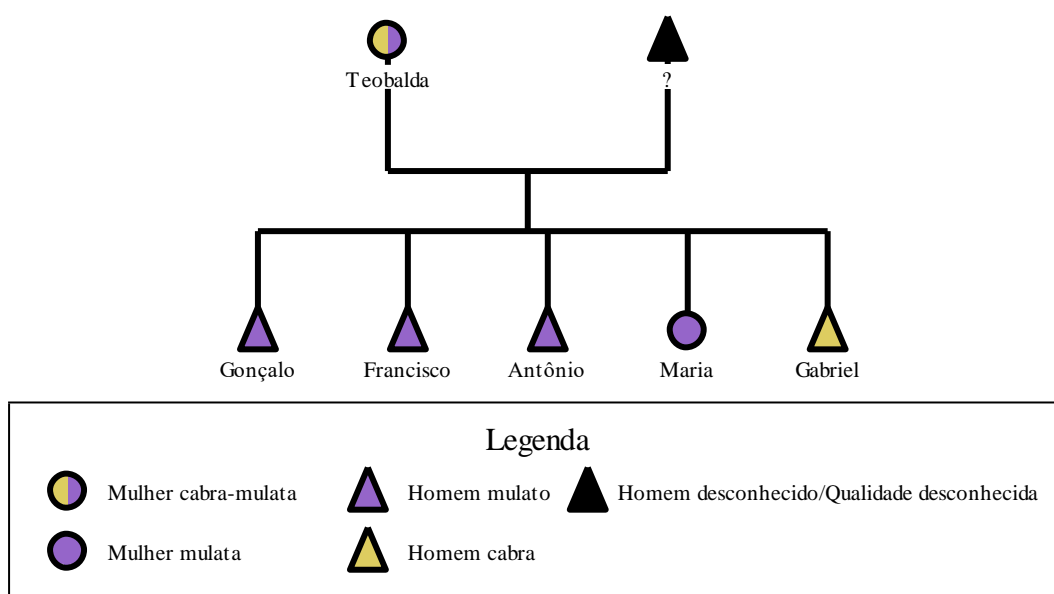 Teobalda ?
Gonçalo Francisco Antônio Maria Gabriel
Legenda
Mulher cabra-mulata Homem mulato Homem desconhecido/Qualidade desconhecida
Mulher mulata Homem cabra